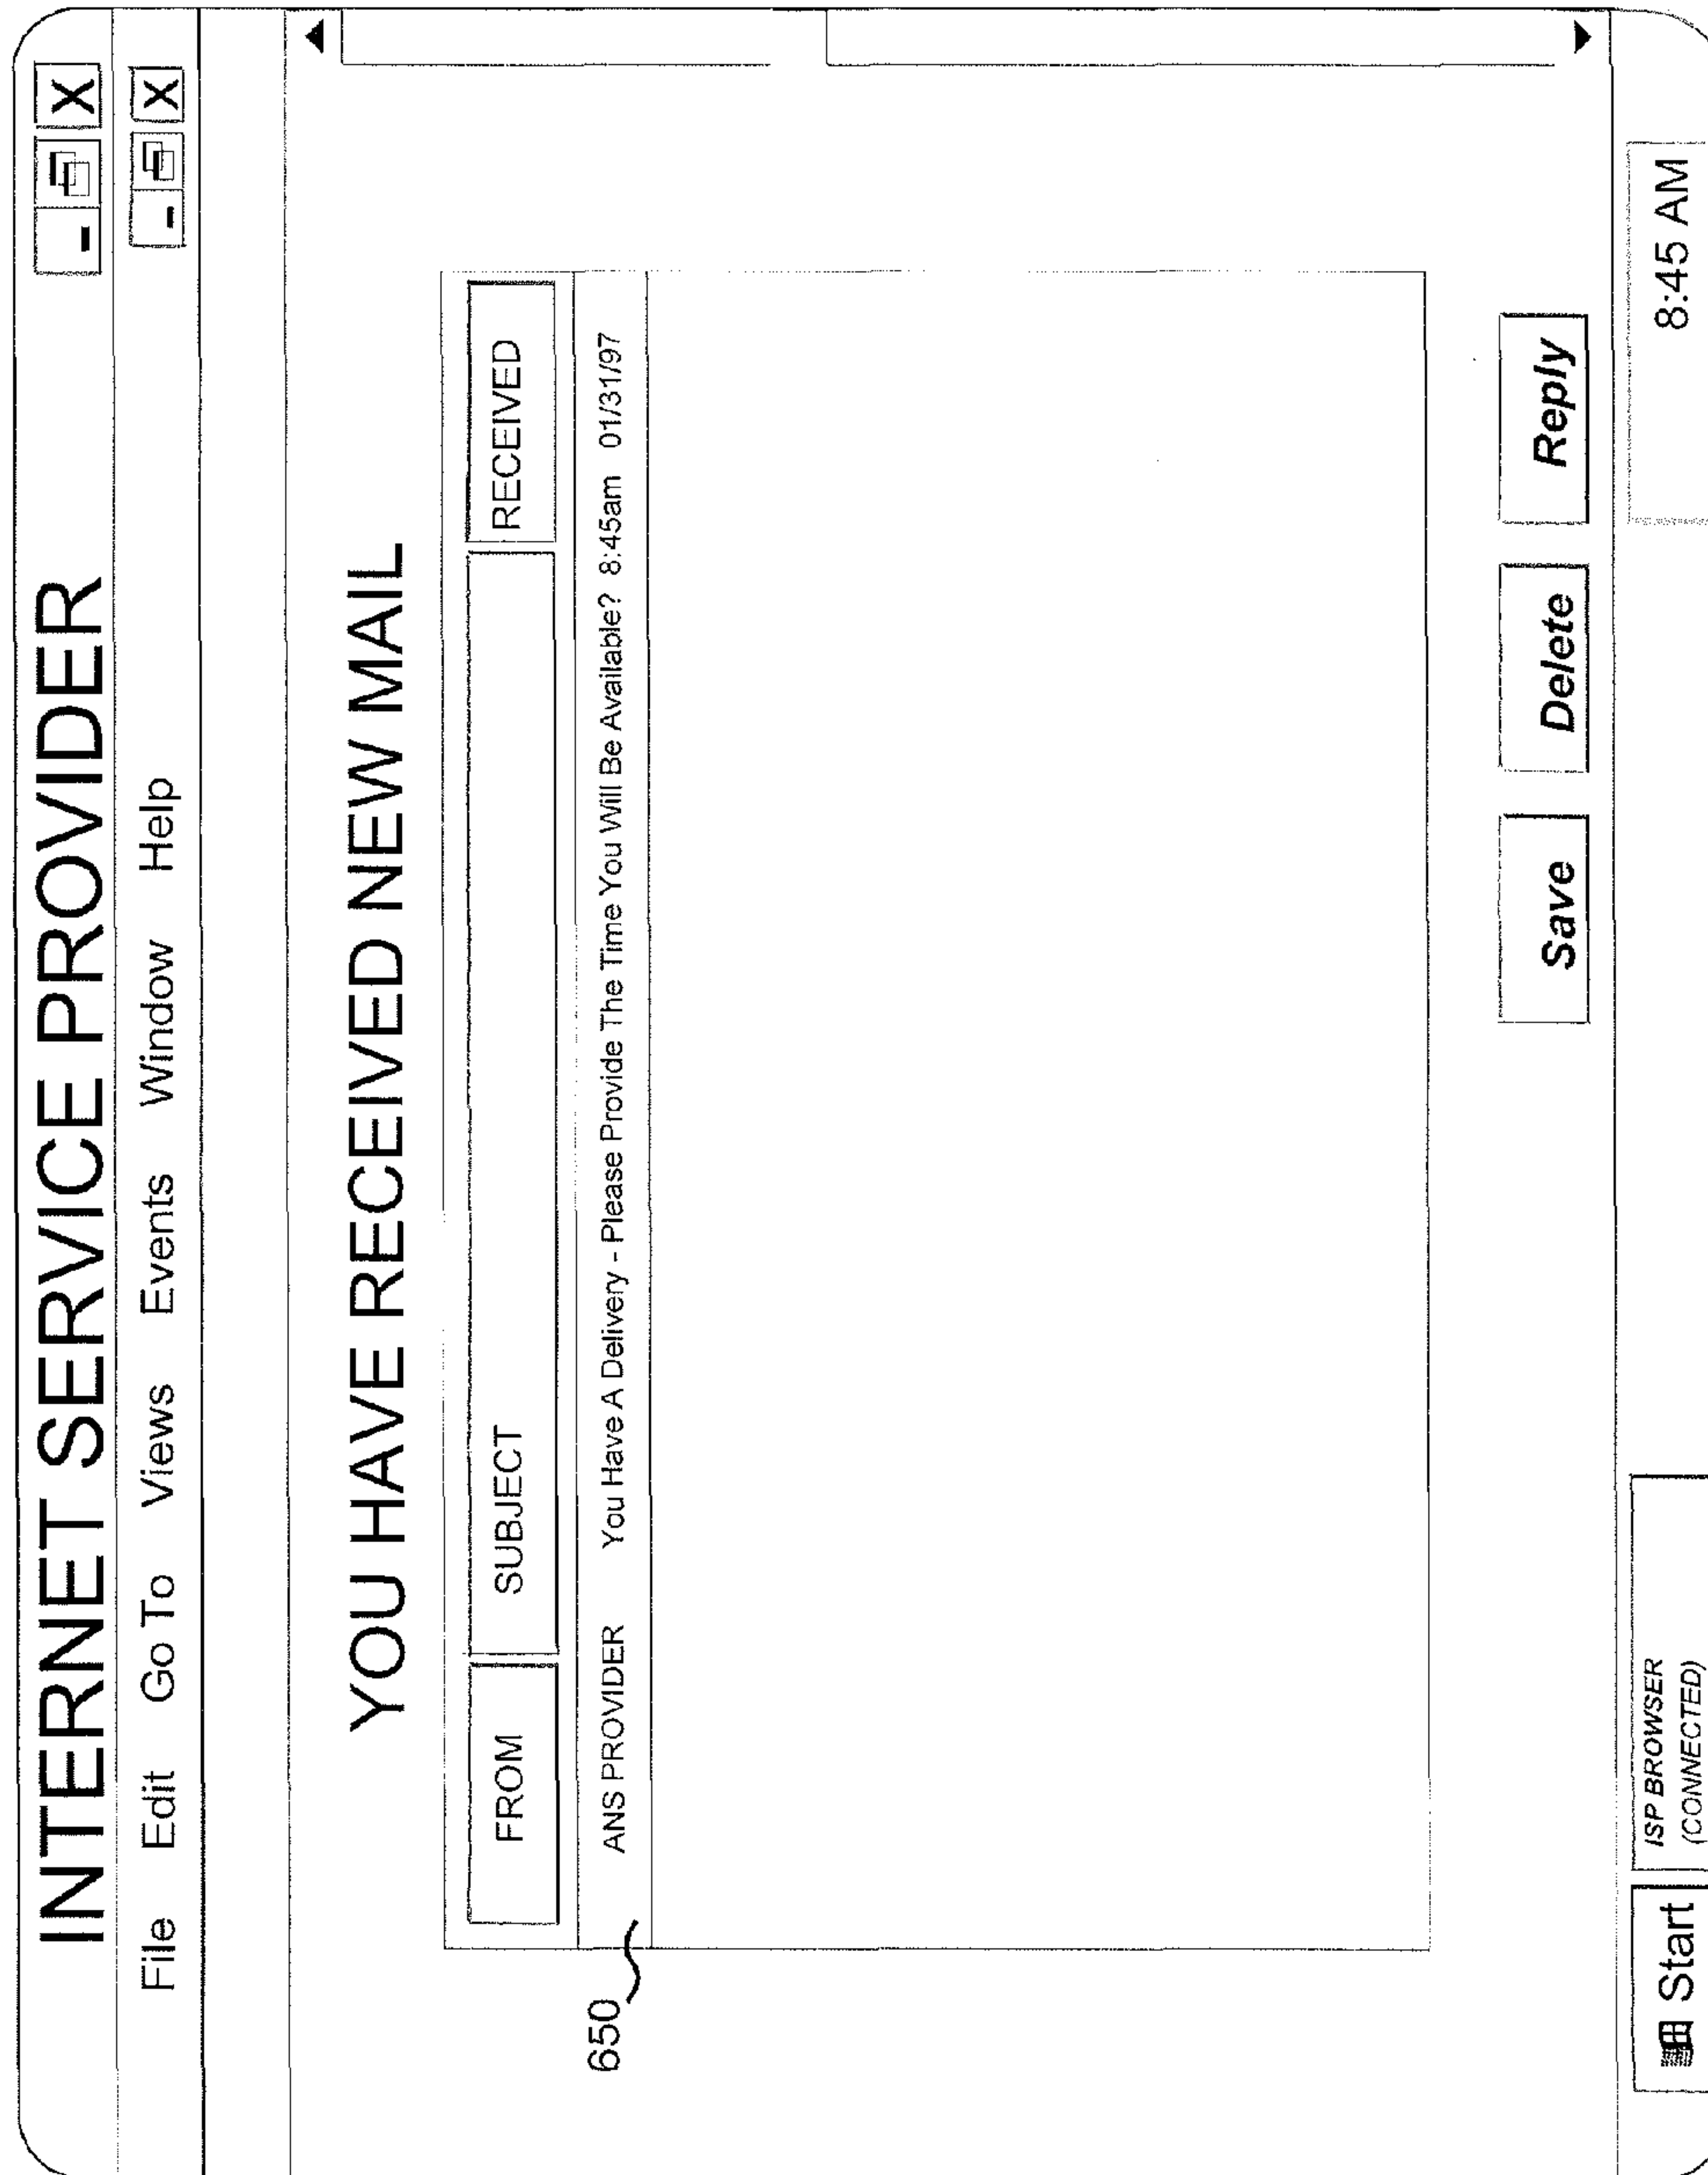 INTERNET SERVICE PROVIDER
X
File Edit Go To Views Events Window Help
X
YOU HAVE RECEIVED NEW MAIL
FROM SUBJECT RECEIVED
ANS PROVIDER You Have A Delivery - Please Provide The Time You Will Be Available? 8:45am 01/31/97
650
Save Delete Reply
Start ISP BROWSER 8:45 AM
(CONNECTED)